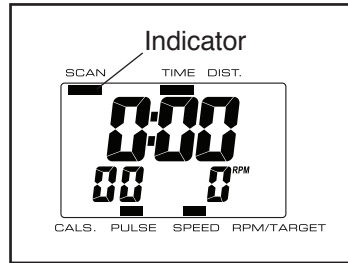 Indicator
SCAN TIME DIST.
0:00
00 0 RPM
CALS. PULSE SPEED RPM/TARGET